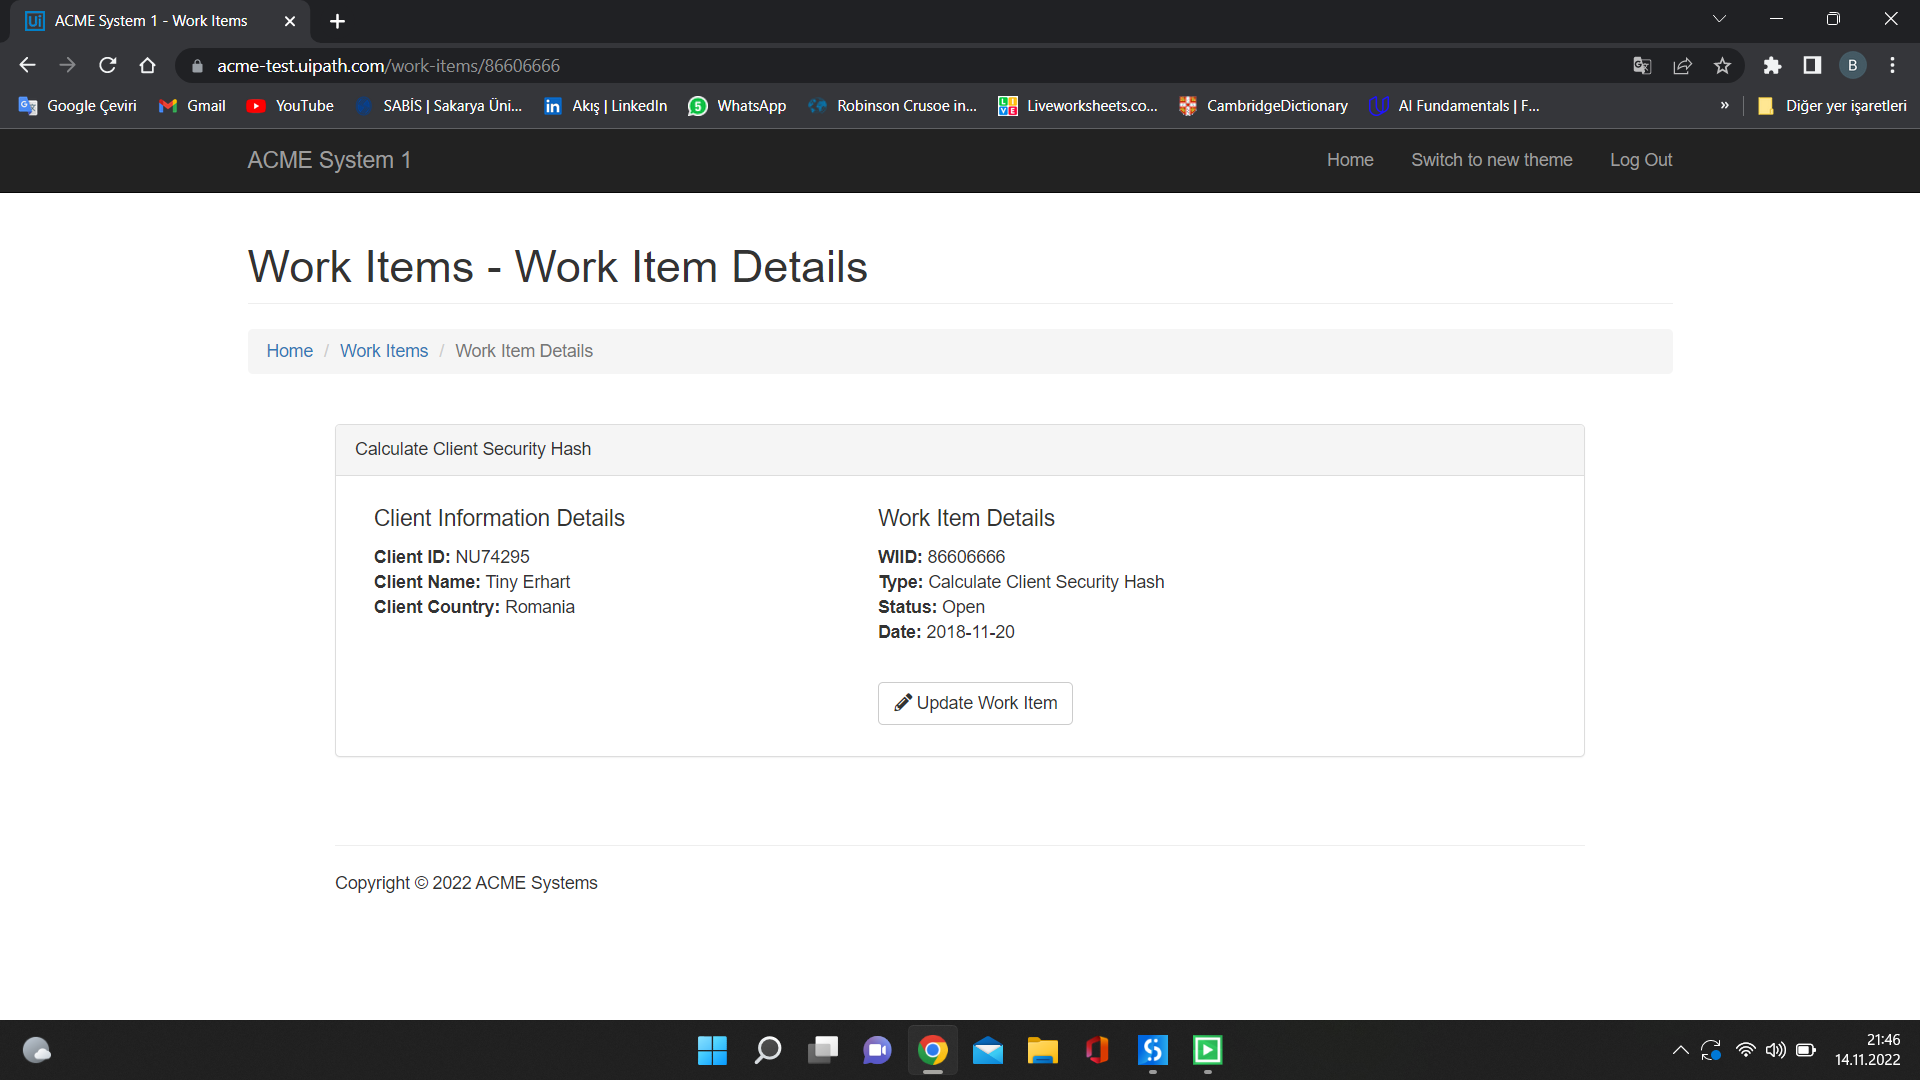 ACME System 1 - Work Items
acme-test.uipath.com/work-items/86606666
B
Google Çeviri
Gmail
YouTube
SABİS | Sakarya Üni...
Akış | LinkedIn
WhatsApp
Robinson Crusoe in...
Liveworksheets.co...
CambridgeDictionary
AI Fundamentals | F...
»
Diğer yer işaretleri
ACME System 1
Home
Switch to new theme
Log Out
Work Items - Work Item Details
Home / Work Items / Work Item Details
Calculate Client Security Hash
Client Information Details
Client ID: NU74295
Client Name: Tiny Erhart
Client Country: Romania
Work Item Details
WIID: 86606666
Type: Calculate Client Security Hash
Status: Open
Date: 2018-11-20
Update Work Item
Copyright © 2022 ACME Systems
21:46
14.11.2022